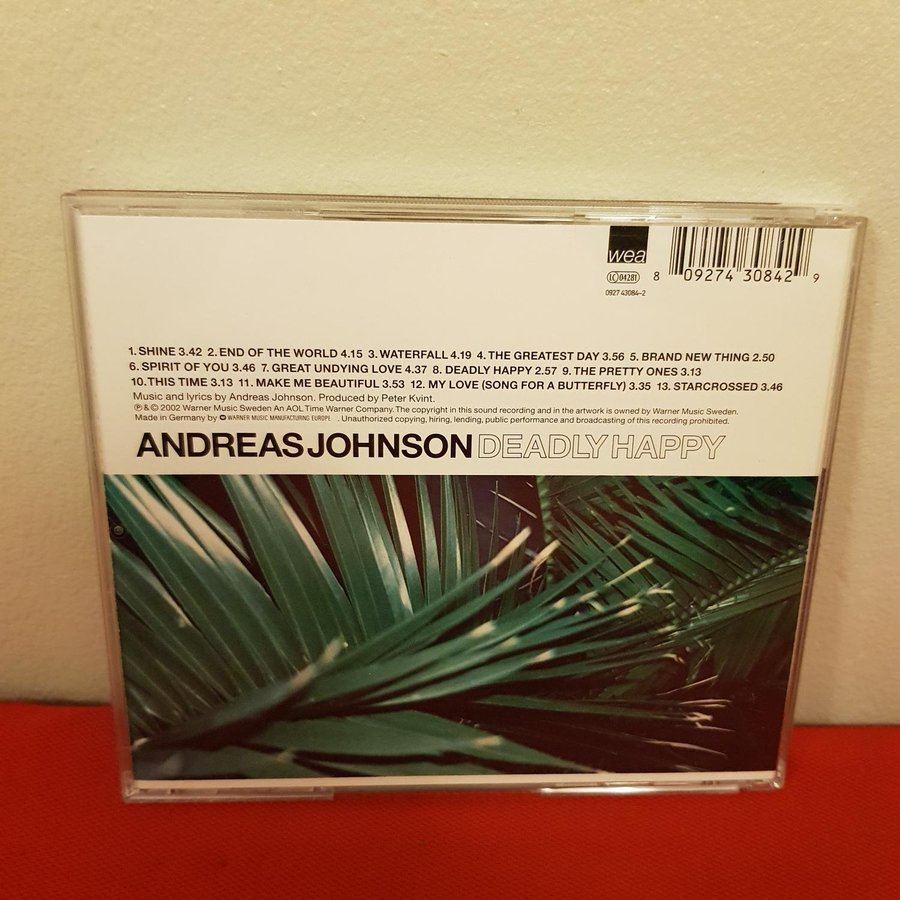 wea
LC 04281
8 09274 30842 9
0927 43084-2
1. SHINE 3.42 2. END OF THE WORLD 4.15 3. WATERFALL 4.19 4. THE GREATEST DAY 3.56 5. BRAND NEW THING 2.50
6. SPIRIT OF YOU 3.46 7. GREAT UNDYING LOVE 4.37 8. DEADLY HAPPY 2.57 9. THE PRETTY ONES 3.13
10. THIS TIME 3.13 11. MAKE ME BEAUTIFUL 3.53 12. MY LOVE (SONG FOR A BUTTERFLY) 3.35 13. STARCROSSED 3.46
Music and lyrics by Andreas Johnson. Produced by Peter Kvint.
℗ & © 2002 Warner Music Sweden An AOL Time Warner Company. The copyright in this sound recording and in the artwork is owned by Warner Music Sweden.
Made in Germany by WARNER MUSIC MANUFACTURING EUROPE . Unauthorized copying, hiring, lending, public performance and broadcasting of this recording prohibited.
ANDREAS JOHNSON DEADLY HAPPY